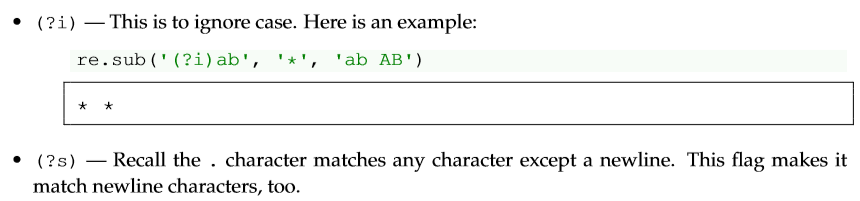 • (?i) — This is to ignore case. Here is an example:
re.sub('(?i)ab', '*', 'ab AB')
* *
• (?s) — Recall the . character matches any character except a newline. This flag makes it
match newline characters, too.